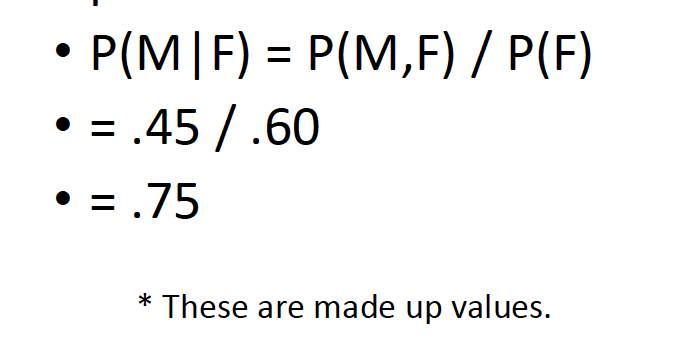 • P(M|F) = P(M,F) / P(F)
• = .45 / .60
• = .75
* These are made up values.